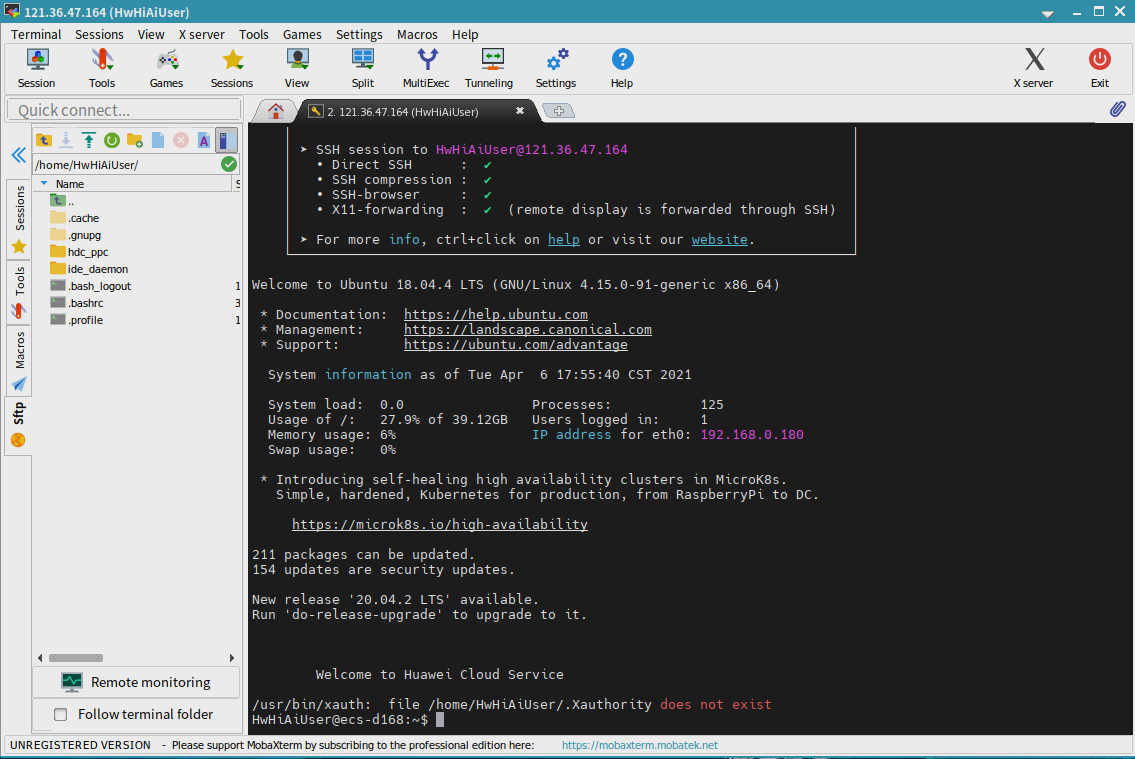 121.36.47.164 (HwHiAiUser)
Terminal Sessions View X server Tools Games Settings Macros Help
Session Tools Games Sessions View Split MultiExec Tunneling Settings Help X server Exit
Quick connect...
2. 121.36.47.164 (HwHiAiUser)
/home/HwHiAiUser/
Name S
..
.cache
.gnupg
hdc_ppc
ide_daemon
.bash_logout 1
.bashrc 3
.profile 1
Sessions
Tools
Macros
Sftp
Remote monitoring
Follow terminal folder
➤ SSH session to HwHiAiUser@121.36.47.164
• Direct SSH : ✔
• SSH compression : ✔
• SSH-browser : ✔
• X11-forwarding : ✔ (remote display is forwarded through SSH)
➤ For more info, ctrl+click on help or visit our website.
Welcome to Ubuntu 18.04.4 LTS (GNU/Linux 4.15.0-91-generic x86_64)
* Documentation: https://help.ubuntu.com
* Management: https://landscape.canonical.com
* Support: https://ubuntu.com/advantage
System information as of Tue Apr 6 17:55:40 CST 2021
System load: 0.0 Processes: 125
Usage of /: 27.9% of 39.12GB Users logged in: 1
Memory usage: 6% IP address for eth0: 192.168.0.180
Swap usage: 0%
* Introducing self-healing high availability clusters in MicroK8s.
Simple, hardened, Kubernetes for production, from RaspberryPi to DC.
https://microk8s.io/high-availability
211 packages can be updated.
154 updates are security updates.
New release '20.04.2 LTS' available.
Run 'do-release-upgrade' to upgrade to it.
Welcome to Huawei Cloud Service
/usr/bin/xauth: file /home/HwHiAiUser/.Xauthority does not exist
HwHiAiUser@ecs-d168:~$
UNREGISTERED VERSION - Please support MobaXterm by subscribing to the professional edition here: https://mobaxterm.mobatek.net